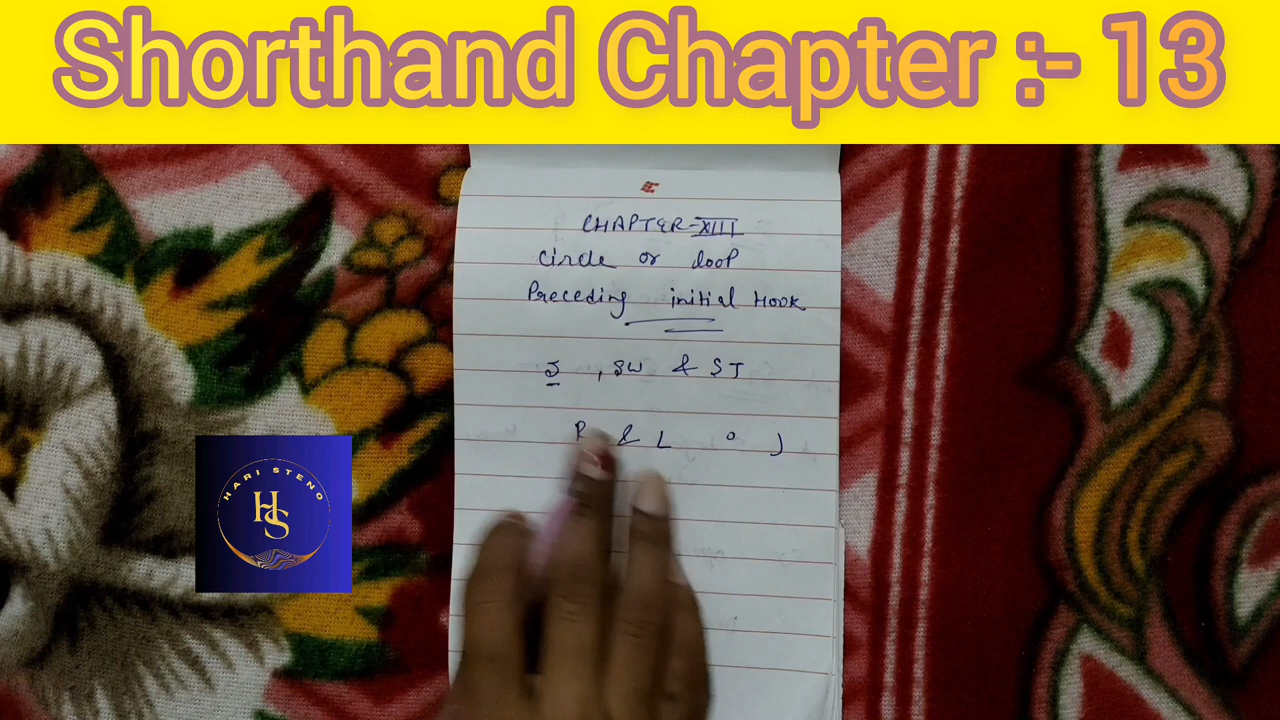 Shorthand Chapter :- 13
CHAPTER-XIII
Circle or loop
Preceding initial Hook
S , SW & ST
R & L o J
HARI STENO
HS